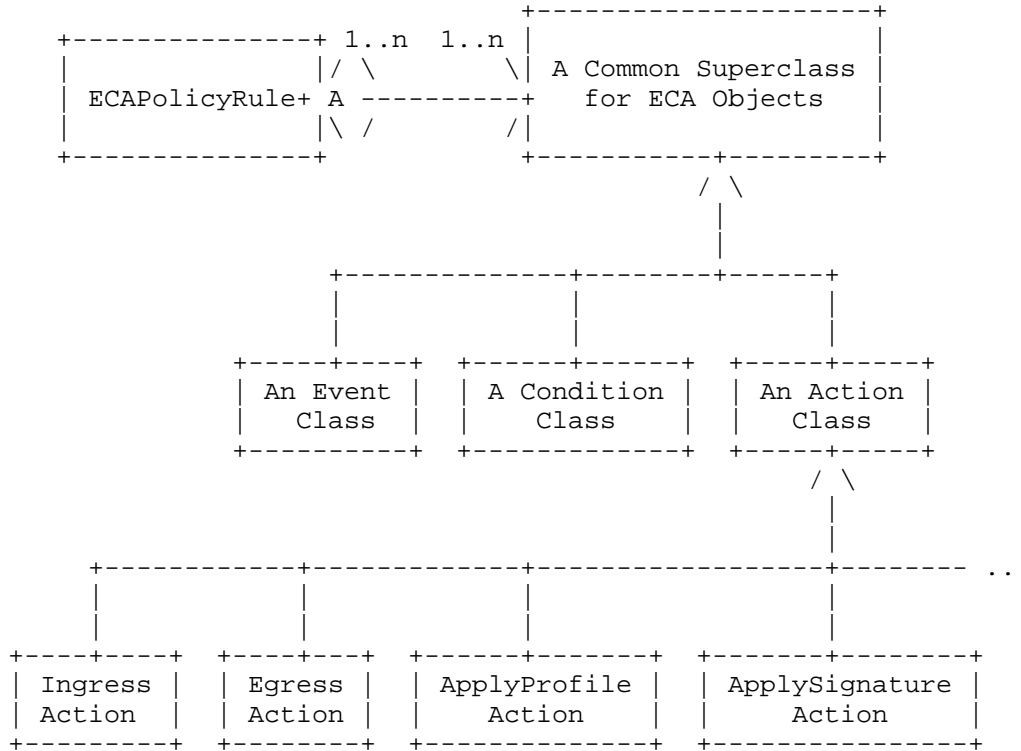 1..n 1..n
A Common Superclass
ECAPolicyRule A for ECA Objects
An Event A Condition An Action
Class Class Class
..
Ingress Egress ApplyProfile ApplySignature
Action Action Action Action